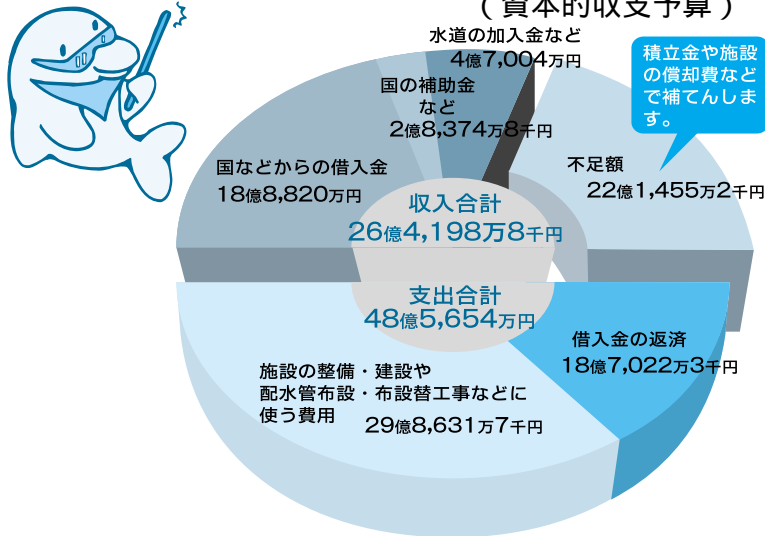 （資本的収支予算）
水道の加入金など
4億7,004万円
国の補助金
など
2億8,374万8千円
国などからの借入金
18億8,820万円
積立金や施設
の償却費など
で補てんしま
す。
不足額
22億1,455万2千円
収入合計
26億4,198万8千円
支出合計
48億5,654万円
借入金の返済
18億7,022万3千円
施設の整備・建設や
配水管布設・布設替工事などに
使う費用
29億8,631万7千円